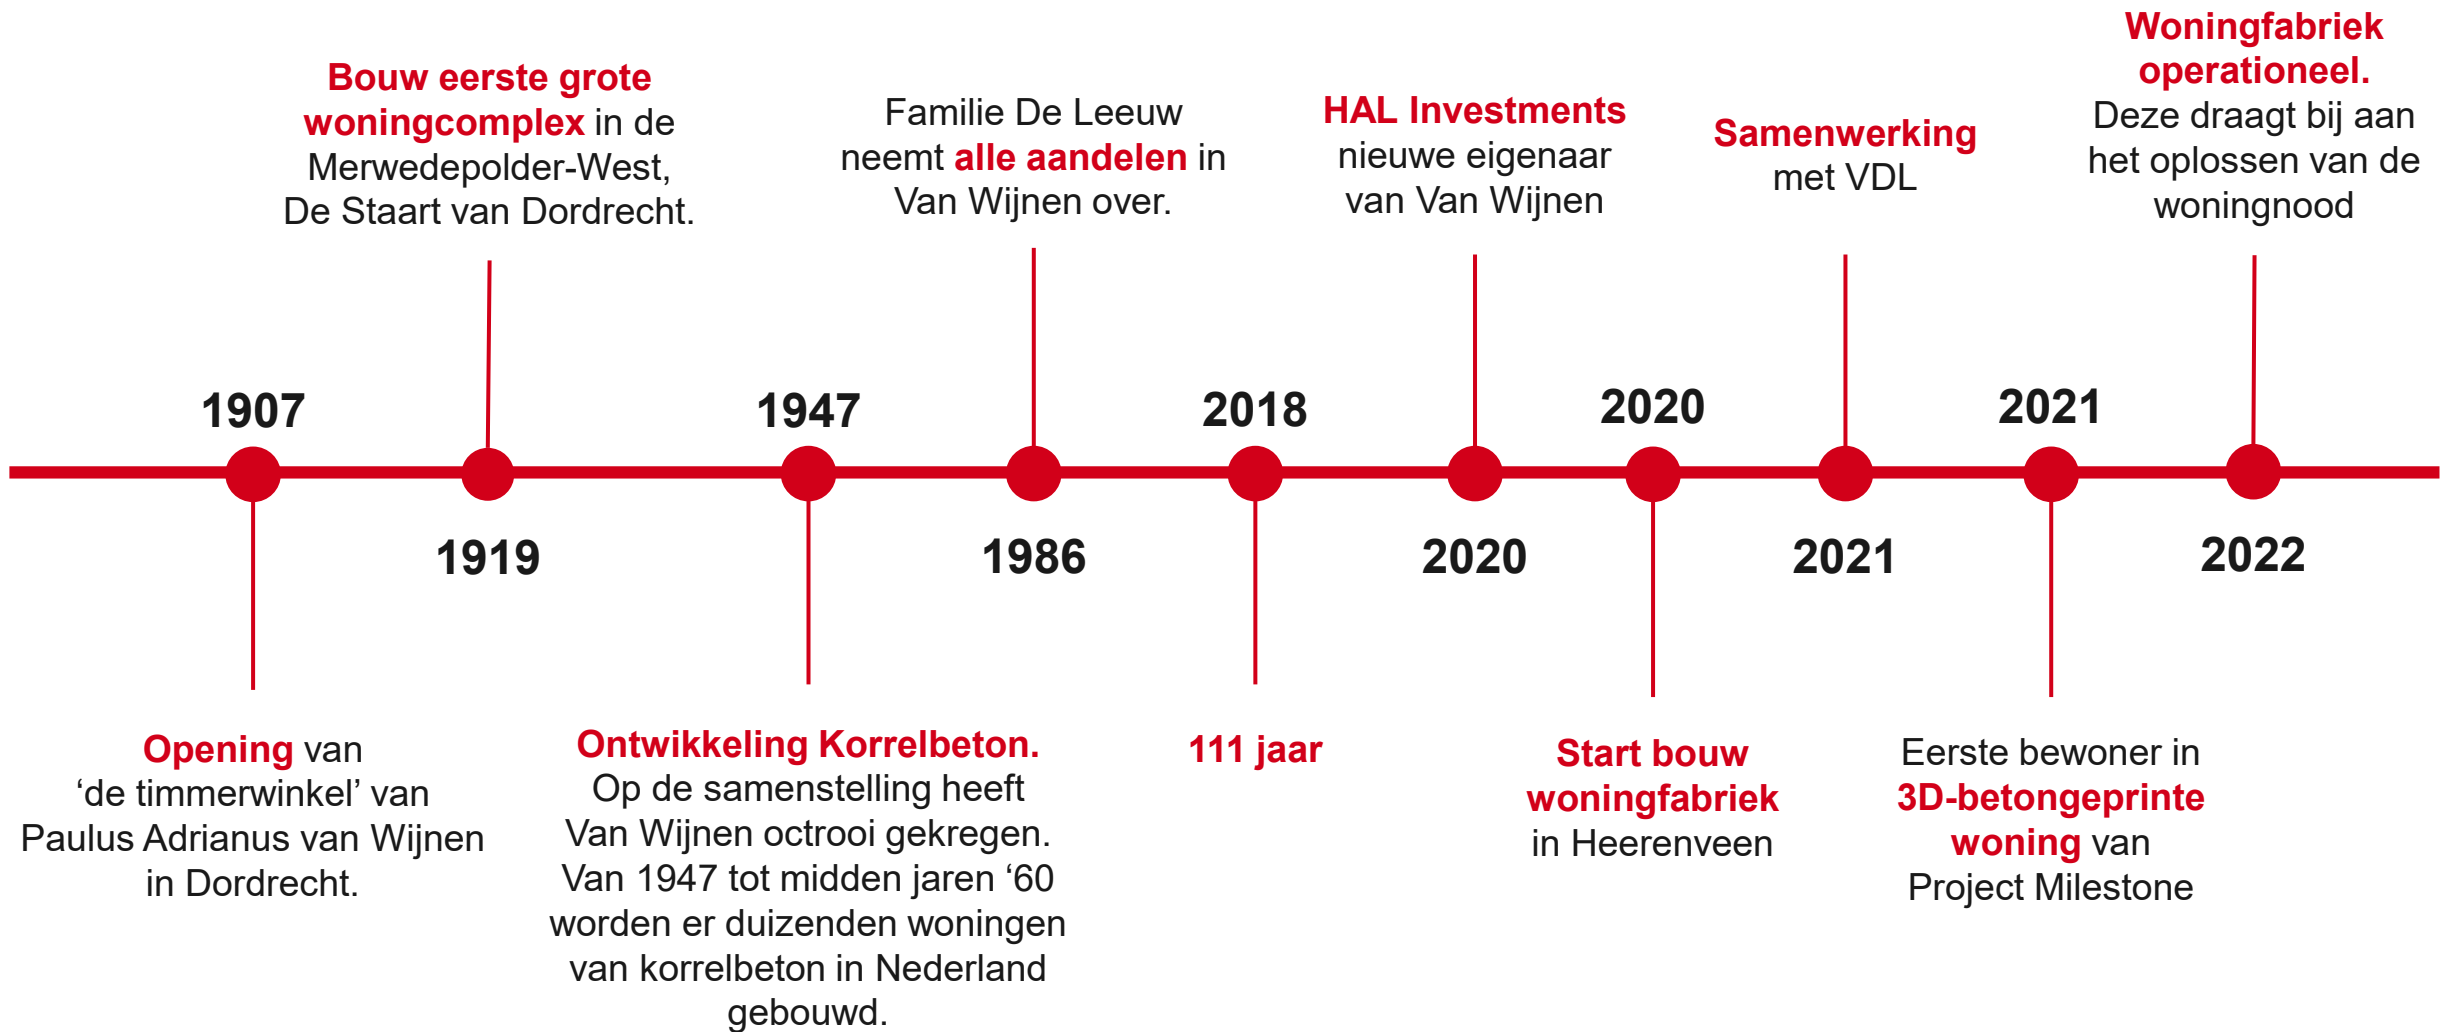 1907
Opening van
‘de timmerwinkel’ van
Paulus Adrianus van Wijnen
in Dordrecht.
Bouw eerste grote
woningcomplex in de
Merwedepolder-West,
De Staart van Dordrecht.
1919
1947
Ontwikkeling Korrelbeton.
Op de samenstelling heeft
Van Wijnen octrooi gekregen.
Van 1947 tot midden jaren ‘60
worden er duizenden woningen
van korrelbeton in Nederland
gebouwd.
Familie De Leeuw
neemt alle aandelen in
Van Wijnen over.
1986
2018
111 jaar
HAL Investments
nieuwe eigenaar
van Van Wijnen
2020
2020
Start bouw
woningfabriek
in Heerenveen
Samenwerking
met VDL
2021
2021
Eerste bewoner in
3D-betongeprinte
woning van
Project Milestone
Woningfabriek
operationeel.
Deze draagt bij aan
het oplossen van de
woningnood
2022